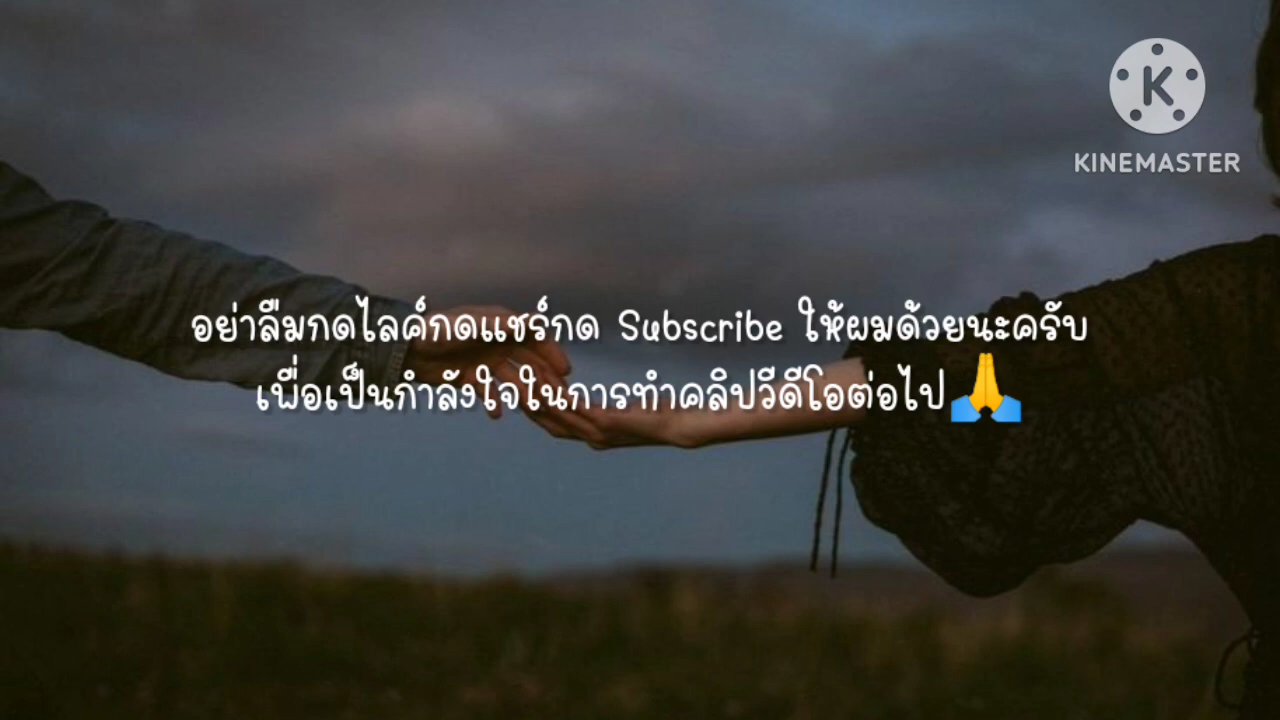 KINEMASTER
อย่าลืมกดไลค์กดแชร์กด Subscribe ให้ผมด้วยนะครับ
เพื่อเป็นกำลังใจในการทำคลิปวีดีโอต่อไป🙏